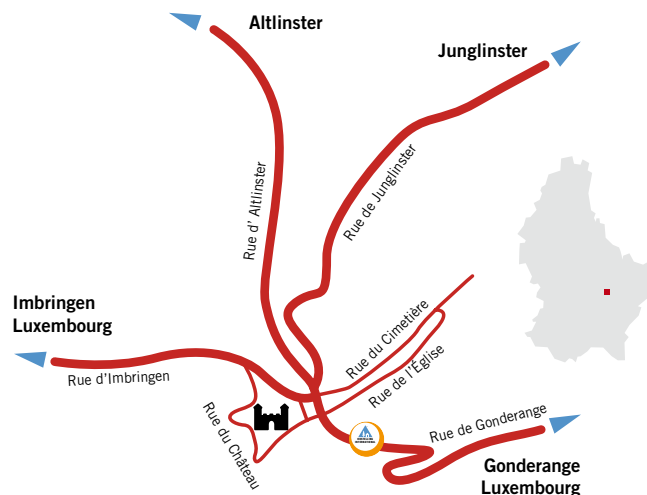 Altlinster
Junglinster
Rue d' Altlinster
Rue de Junglinster
Imbringen
Luxembourg
Rue du Cimetière
Rue d'Imbringen
Rue de l'Église
Rue du Château
Rue de Gonderange
Gonderange
Luxembourg